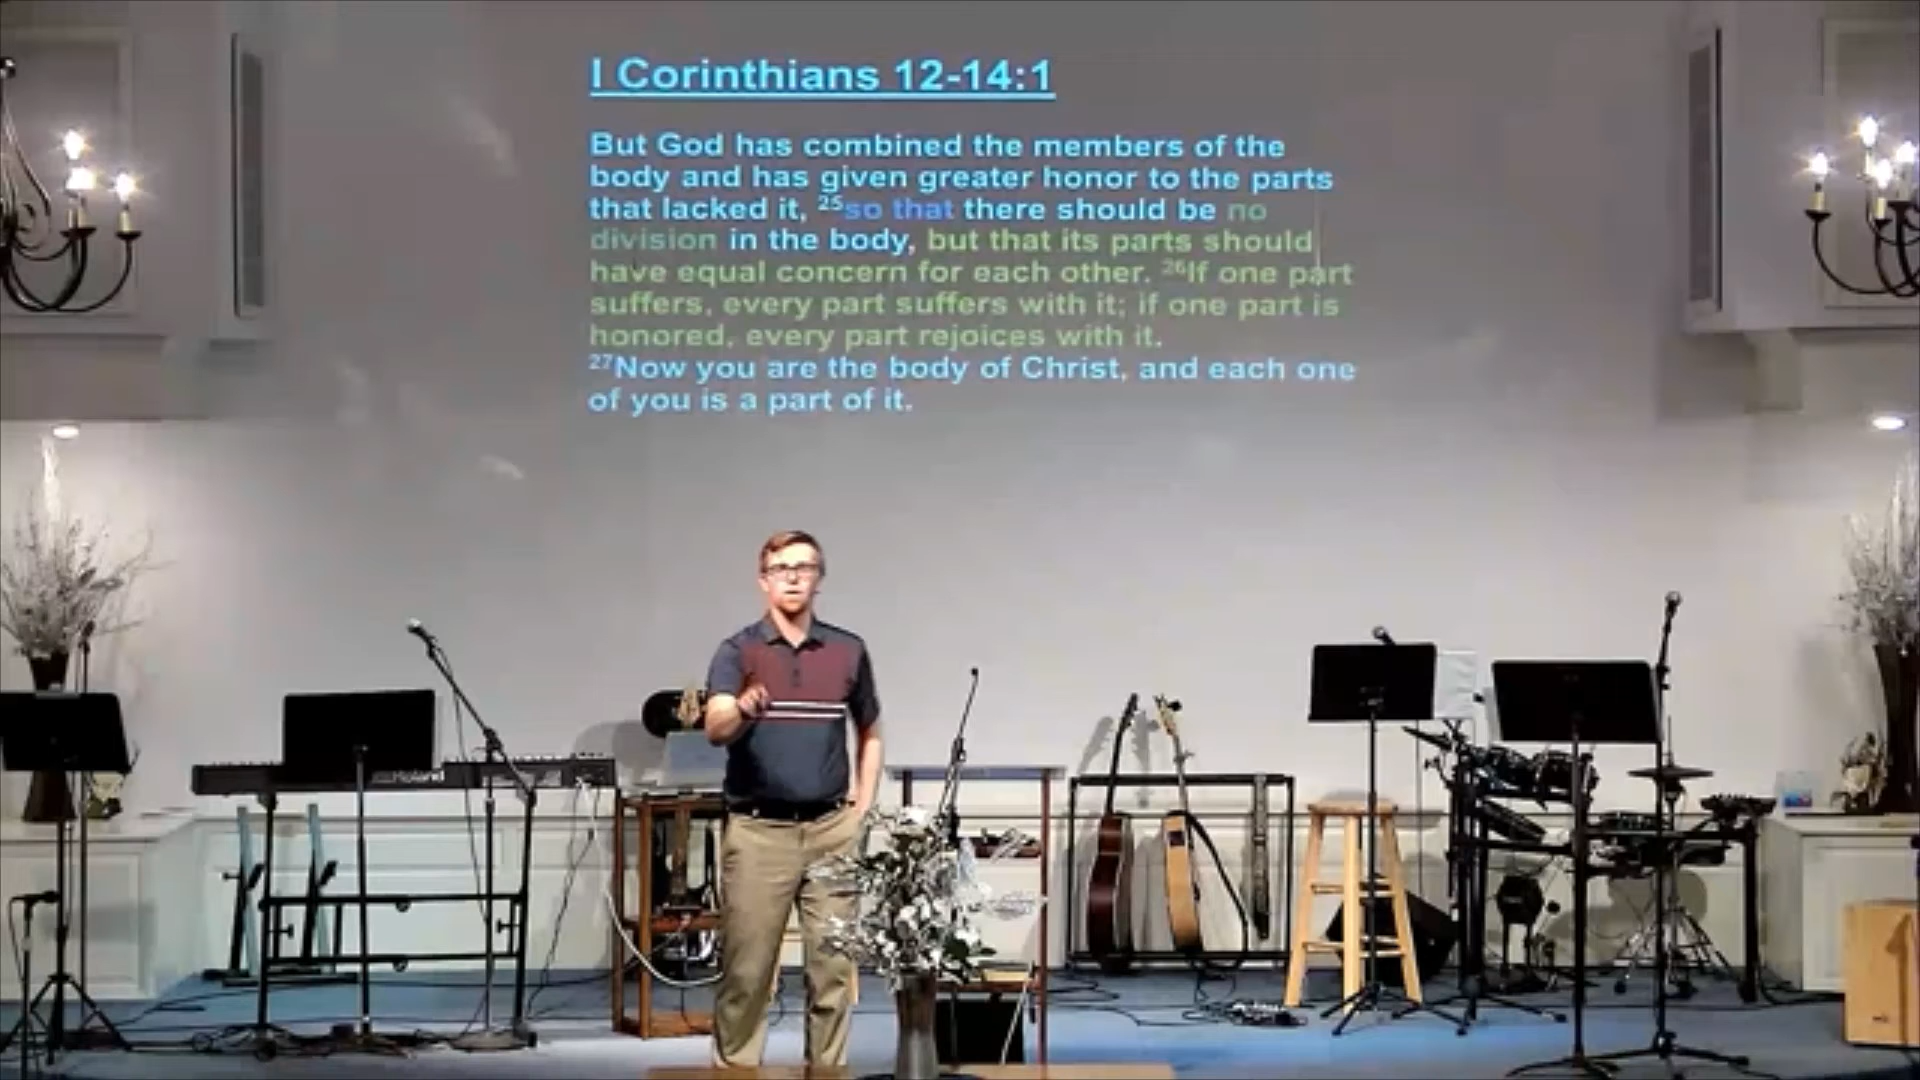 I Corinthians 12-14:1
But God has combined the members of the
body and has given greater honor to the parts
that lacked it, ²⁵so that there should be no
division in the body, but that its parts should
have equal concern for each other. ²⁶If one part
suffers, every part suffers with it; if one part is
honored, every part rejoices with it.
²⁷Now you are the body of Christ, and each one
of you is a part of it.
Roland